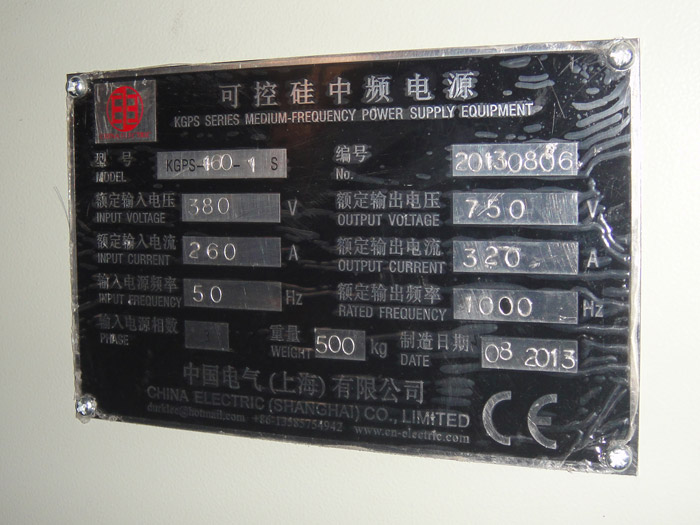 可控硅中频电源
KGPS SERIES MEDIUM-FREQUENCY POWER SUPPLY EQUIPMENT
型号 MODEL KGPS-160-1 S
编号 No. 20130806
额定输入电压 INPUT VOLTAGE 380 V
额定输出电压 OUTPUT VOLTAGE 750 V
额定输入电流 INPUT CURRENT 260 A
额定输出电流 OUTPUT CURRENT 320 A
输入电源频率 INPUT FREQUENCY 50 Hz
额定输出频率 RATED FREQUENCY 1000 Hz
输入电源相数 PHASE
重量 WEIGHT 500 kg
制造日期 DATE 08 2013
中国电气(上海)有限公司
CHINA ELECTRIC (SHANGHAI) CO., LIMITED
+86-13585754942 www.cn-electric.com
CE